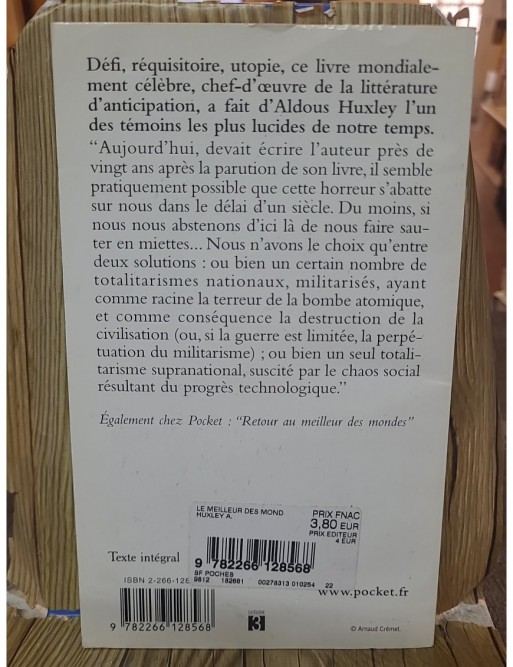 Défi, réquisitoire, utopie, ce livre mondiale-
ment célèbre, chef-d'œuvre de la littérature
d'anticipation, a fait d'Aldous Huxley l'un
des témoins les plus lucides de notre temps.
"Aujourd'hui, devait écrire l'auteur près de
vingt ans après la parution de son livre, il semble
pratiquement possible que cette horreur s'abatte
sur nous dans le délai d'un siècle. Du moins, si
nous nous abstenons d'ici là de nous faire sau-
ter en miettes... Nous n'avons le choix qu'entre
deux solutions : ou bien un certain nombre de
totalitarismes nationaux, militarisés, ayant
comme racine la terreur de la bombe atomique,
et comme conséquence la destruction de la
civilisation (ou, si la guerre est limitée, la perpé-
tuation du militarisme) ; ou bien un seul totali-
tarisme supranational, suscité par le chaos social
résultant du progrès technologique."
Également chez Pocket : "Retour au meilleur des mondes"
LE MEILLEUR DES MOND
HUXLEY A.
PRIX FNAC
3,80 EUR
PRIX EDITEUR
4 EUR
9 782266 128568
SF POCHES
9812 182681 00278313 010254 22
Texte intégral
ISBN 2-266-128
www.pocket.fr
9 782266 128568
3
© Arnaud Crémet.